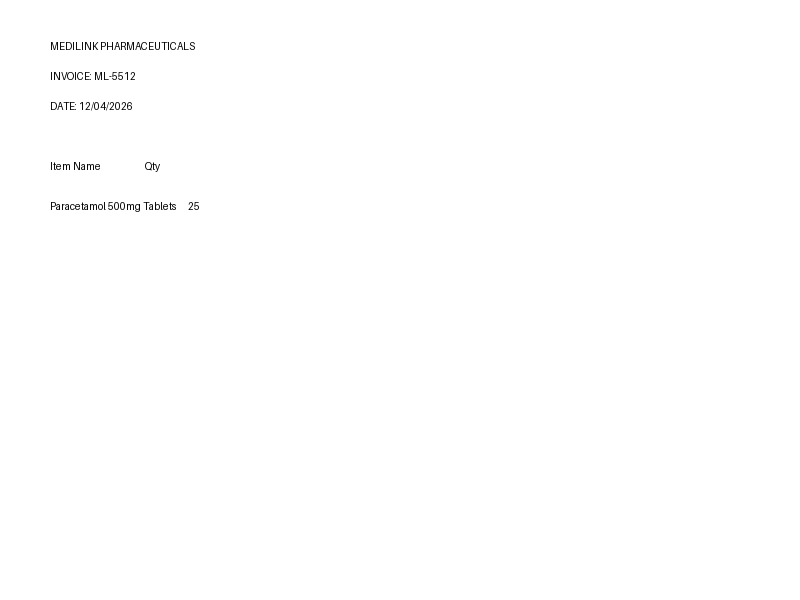 MEDILINK PHARMACEUTICALS
INVOICE: ML-5512
DATE: 12/04/2026
Item Name Qty
Paracetamol 500mg Tablets 25